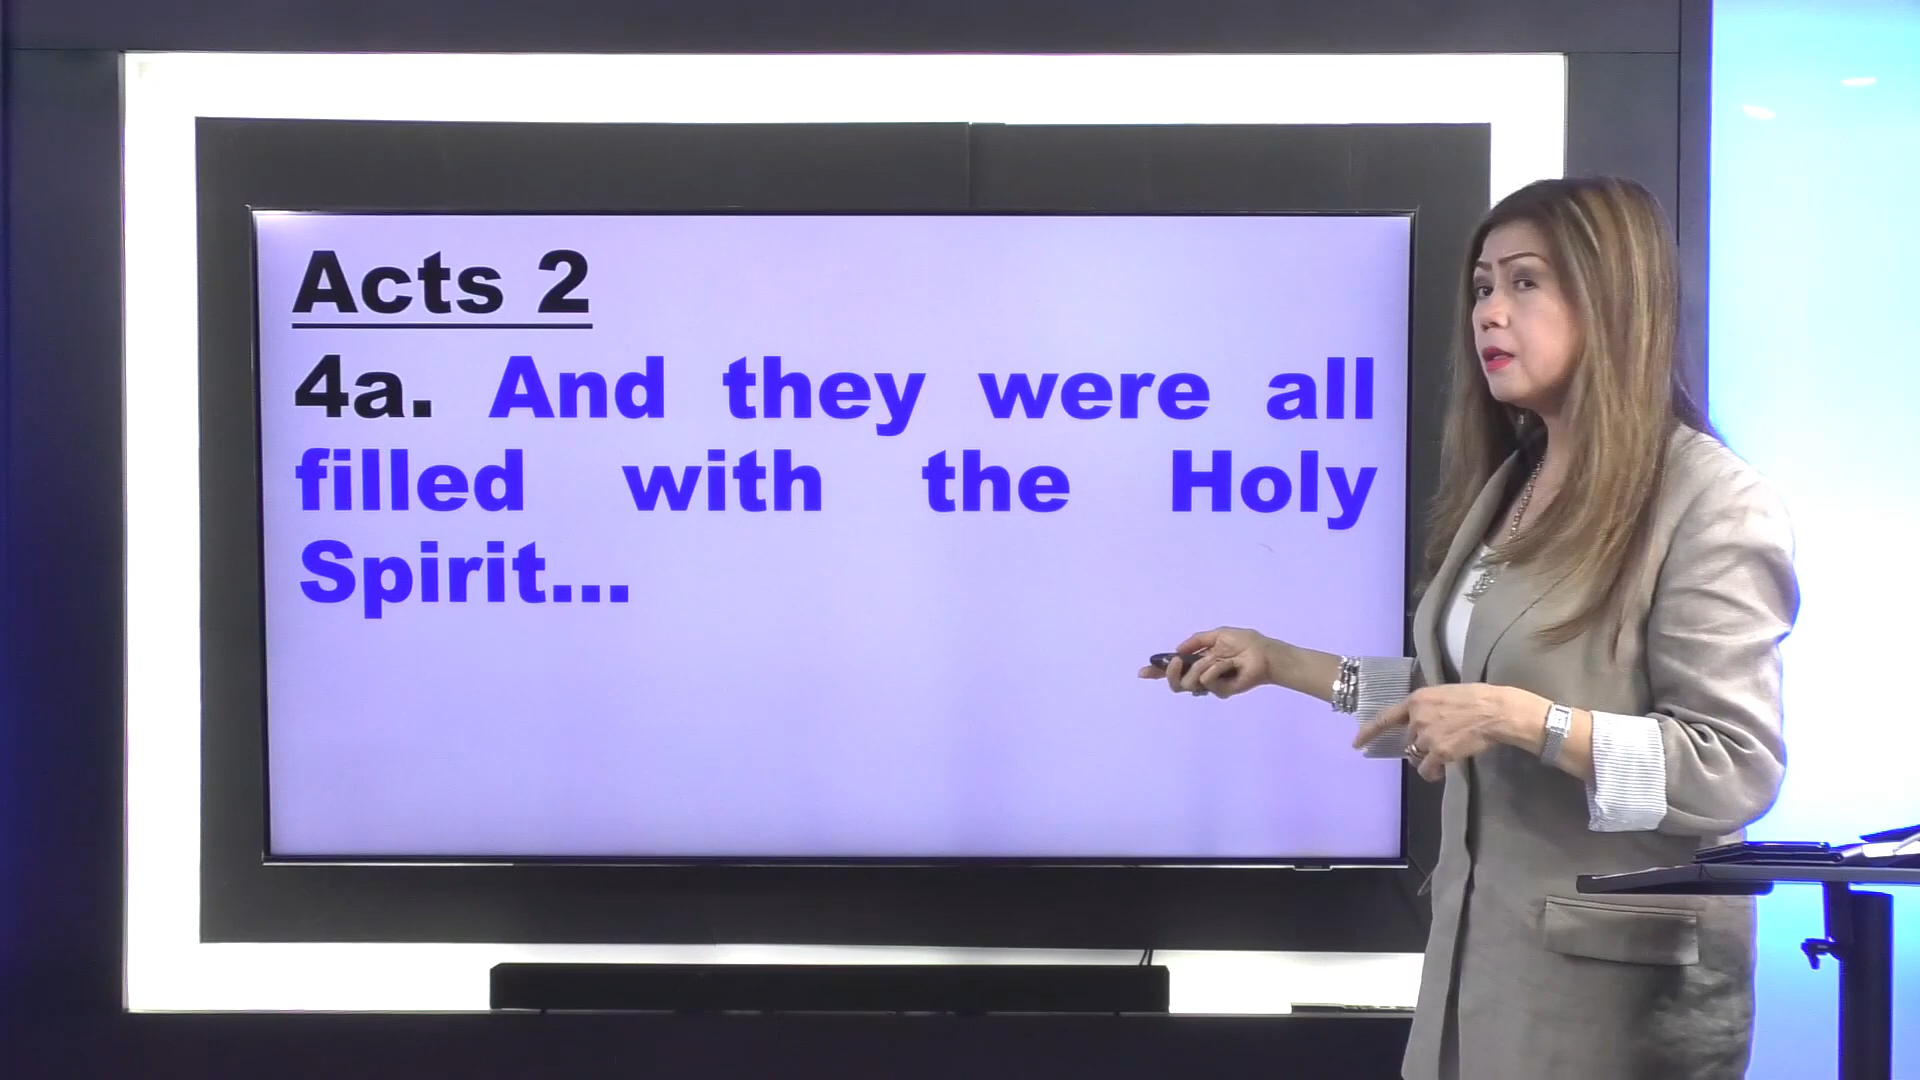 Acts 2
4a. And they were all
filled with the Holy
Spirit...